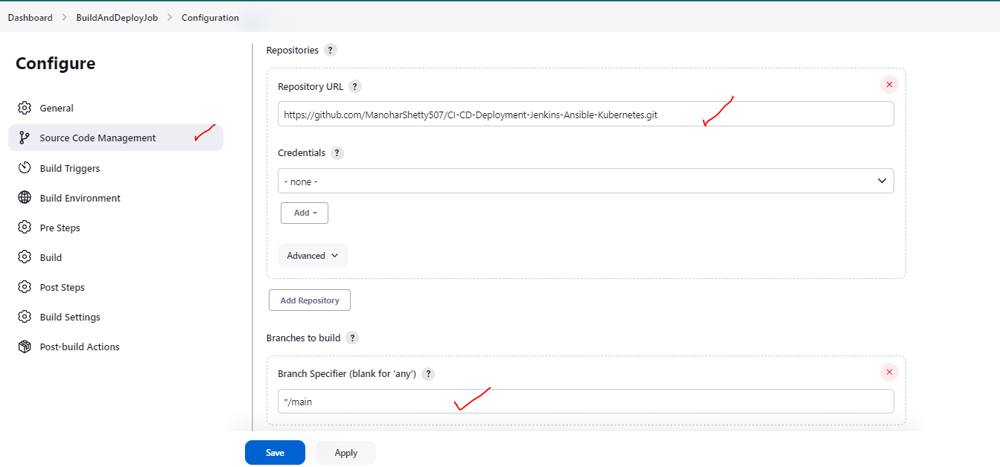 Dashboard > BuildAndDeployJob > Configuration
Configure
General
Source Code Management
Build Triggers
Build Environment
Pre Steps
Build
Post Steps
Build Settings
Post-build Actions
Repositories ?
Repository URL ?
https://github.com/ManoharShetty507/CI-CD-Deployment-Jenkins-Ansible-Kubernetes.git
Credentials ?
- none -
Add
Advanced
Add Repository
Branches to build ?
Branch Specifier (blank for 'any') ?
*/main
Save Apply